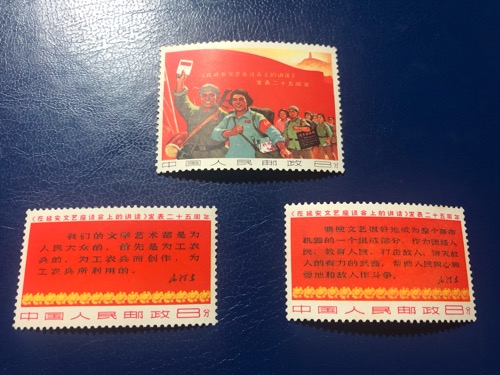 《在延安文艺座谈会上的讲话》
发表二十五周年
中国人民邮政8分
《在延安文艺座谈会上的讲话》发表二十五周年
我们的文学艺术都是为
人民大众的，首先是为工农
兵的，为工农兵而创作，为
工农兵所利用的。
毛泽东
中国人民邮政8分
《在延安文艺座谈会上的讲话》发表二十五周年
要使文艺很好地成为整个革命
机器的一个组成部分，作为团结人
民、教育人民、打击敌人、消灭敌
人的有力的武器，帮助人民同心同
德地和敌人作斗争。
毛泽东
中国人民邮政8分